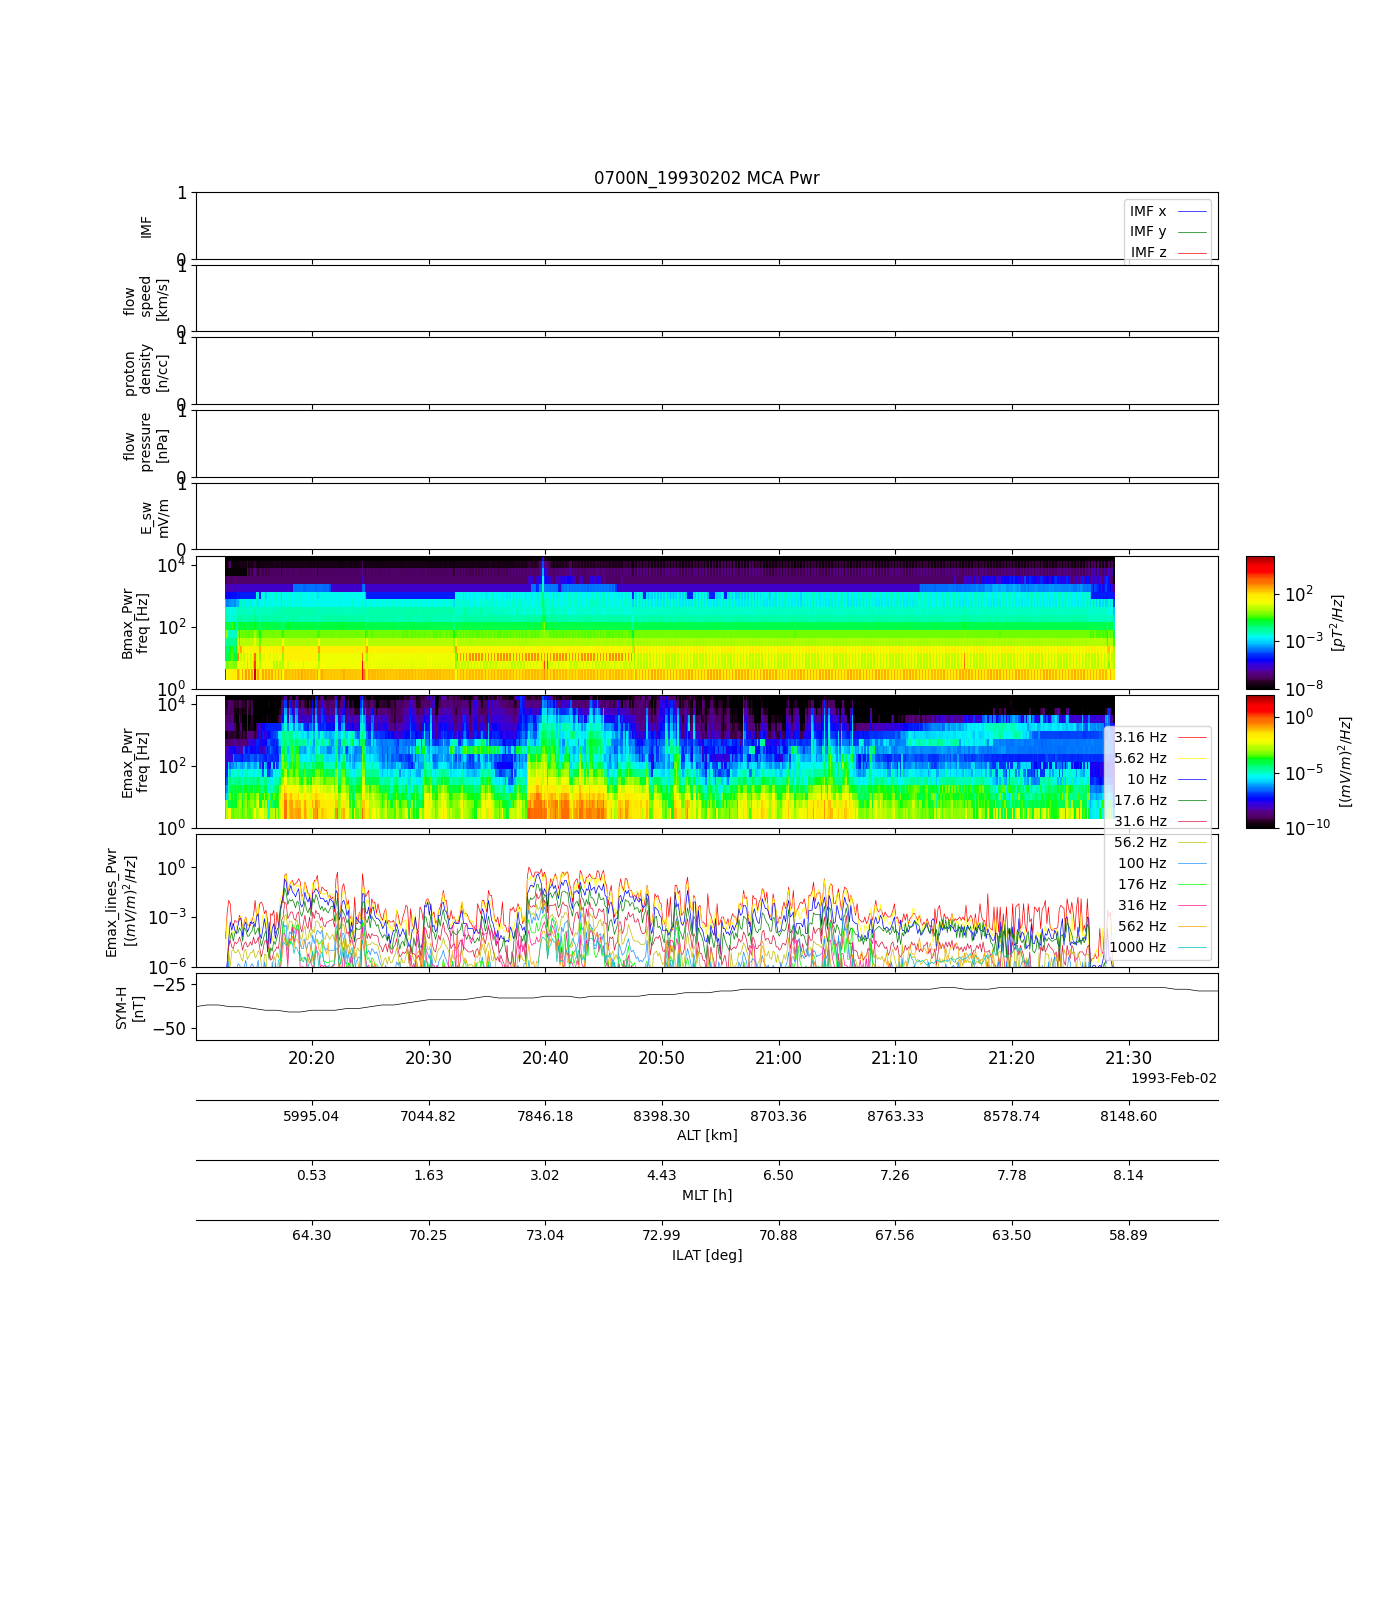 0700N_19930202 MCA Pwr
1
0
IMF
IMF x
IMF y
IMF z
1
0
flow
speed
[km/s]
1
0
proton
density
[n/cc]
1
0
flow
pressure
[nPa]
1
0
E_sw
mV/m
10^4
10^2
10^0
Bmax_Pwr
freq [Hz]
10^2
10^-3
10^-8
[pT^2/Hz]
10^4
10^2
10^0
Emax_Pwr
freq [Hz]
10^0
10^-5
10^-10
[(mV/m)^2/Hz]
3.16 Hz
5.62 Hz
10 Hz
17.6 Hz
31.6 Hz
56.2 Hz
100 Hz
176 Hz
316 Hz
562 Hz
1000 Hz
10^0
10^-3
10^-6
Emax_lines_Pwr
[(mV/m)^2/Hz]
−25
−50
SYM-H
[nT]
20:20 20:30 20:40 20:50 21:00 21:10 21:20 21:30
1993-Feb-02
5995.04 7044.82 7846.18 8398.30 8703.36 8763.33 8578.74 8148.60
ALT [km]
0.53 1.63 3.02 4.43 6.50 7.26 7.78 8.14
MLT [h]
64.30 70.25 73.04 72.99 70.88 67.56 63.50 58.89
ILAT [deg]